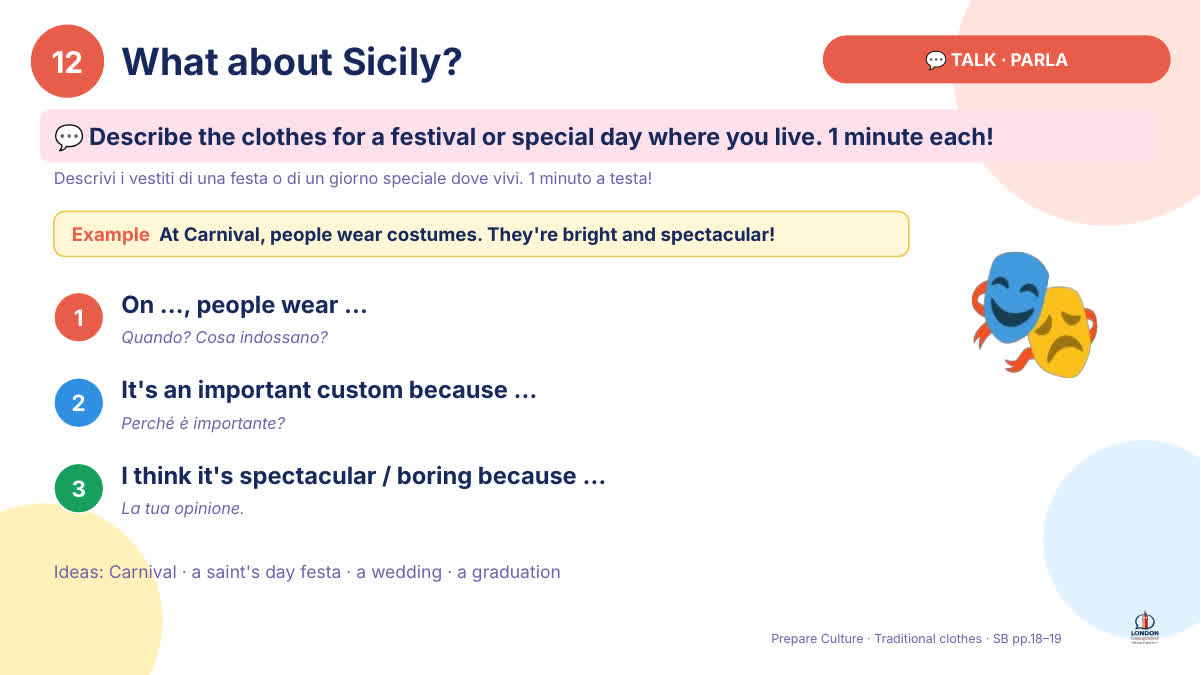 12
What about Sicily?
💬 TALK · PARLA
💬 Describe the clothes for a festival or special day where you live. 1 minute each!
Descrivi i vestiti di una festa o di un giorno speciale dove vivi. 1 minuto a testa!
Example At Carnival, people wear costumes. They're bright and spectacular!
1
On …, people wear …
Quando? Cosa indossano?
2
It's an important custom because …
Perché è importante?
3
I think it's spectacular / boring because …
La tua opinione.
Ideas: Carnival · a saint's day festa · a wedding · a graduation
Prepare Culture · Traditional clothes · SB pp.18–19
LONDON